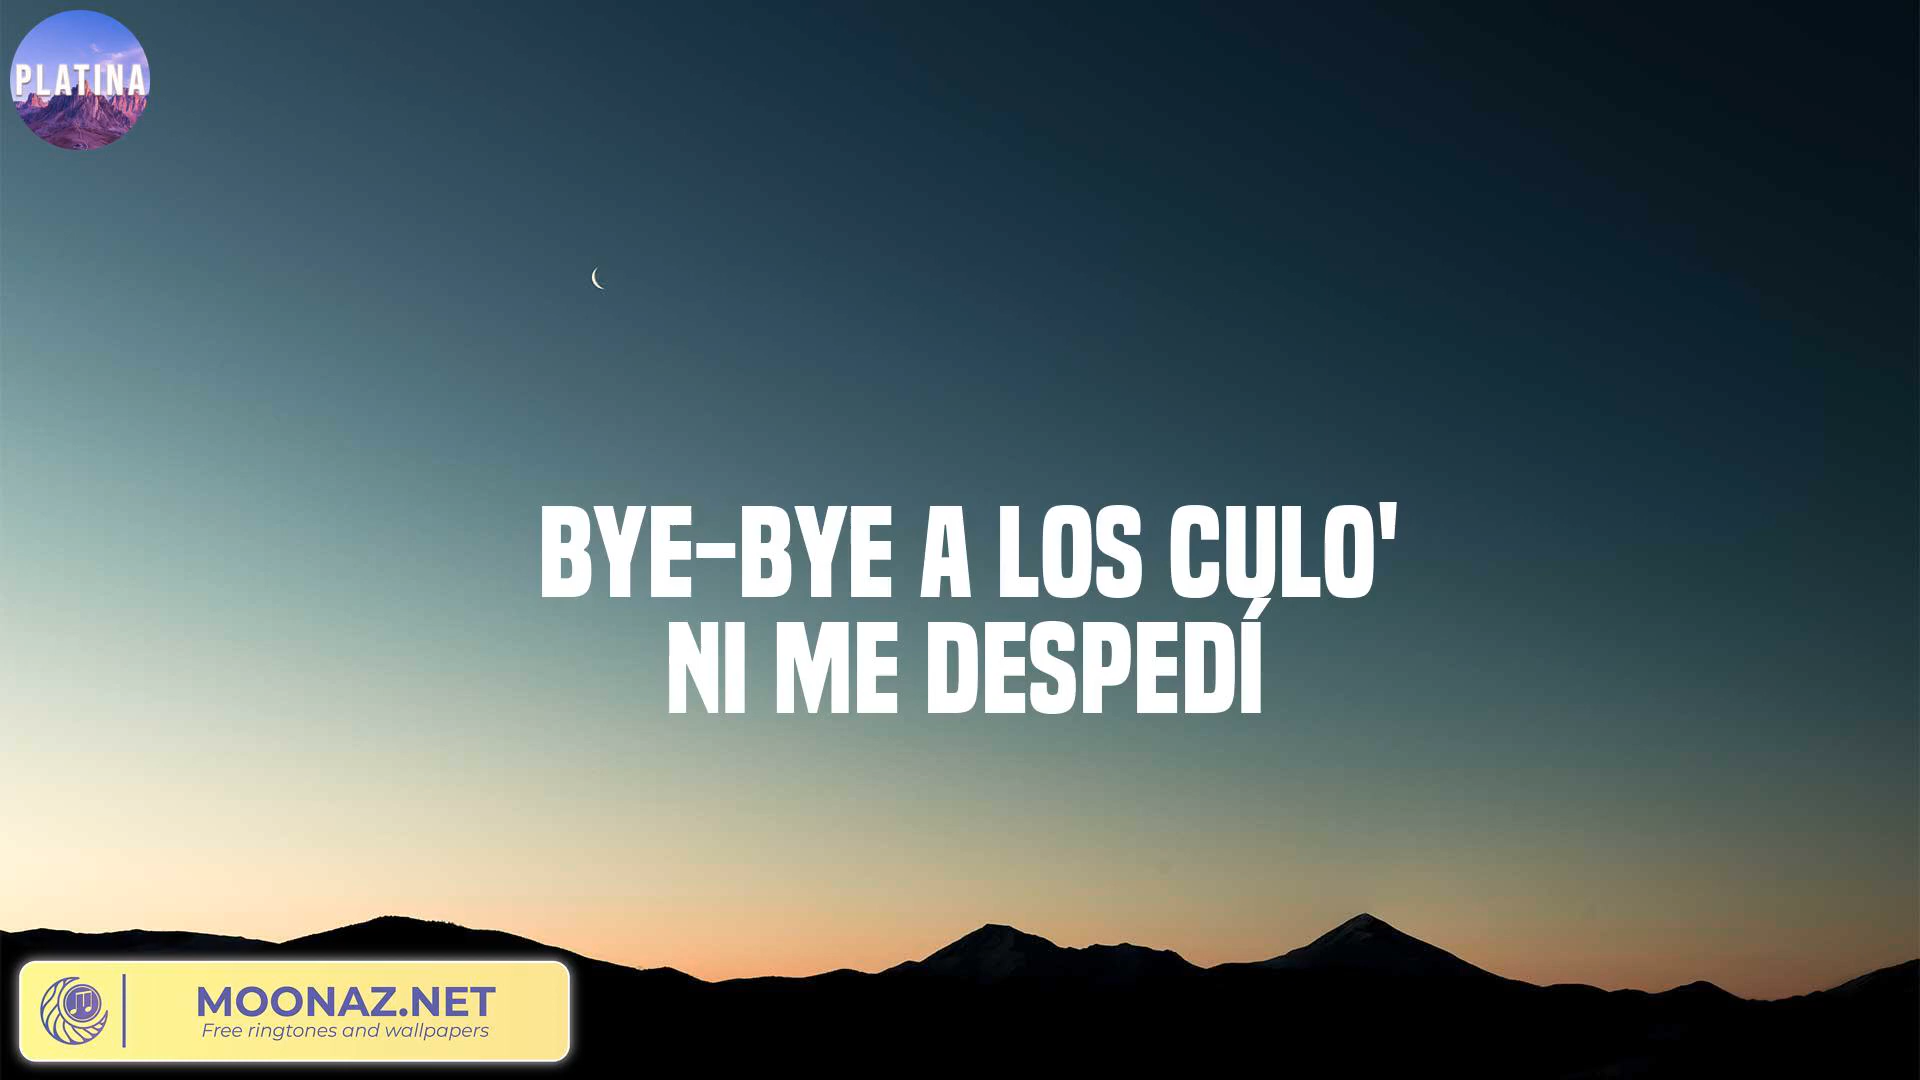 PLATINA
BYE-BYE A LOS CULO'
NI ME DESPEDÍ
MOONAZ.NET
Free ringtones and wallpapers